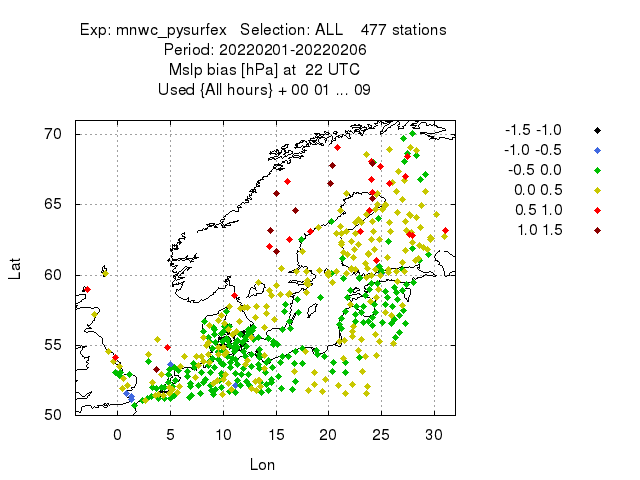 Exp: mnwc_pysurfex   Selection: ALL    477 stations
Period: 20220201-20220206
Mslp bias [hPa] at  22 UTC
Used {All hours} + 00 01 ... 09
70
65
60
55
50
Lat
0 5 10 15 20 25 30
Lon
-1.5 -1.0
-1.0 -0.5
-0.5 0.0
0.0 0.5
0.5 1.0
1.0 1.5